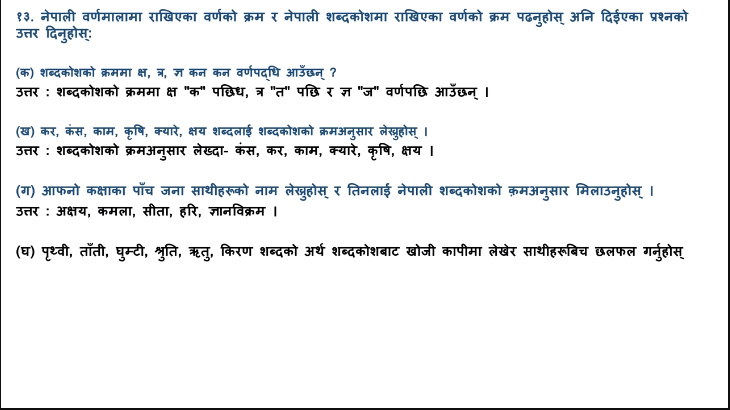 १३. नेपाली वर्णमालामा राखिएका वर्णको क्रम र नेपाली शब्दकोशमा राखिएका वर्णको क्रम पढनुहोस् अनि दिईएका प्रश्नको
उत्तर दिनुहोस्:
(क) शब्दकोशको क्रममा क्ष, त्र, ज्ञ कन कन वर्णपद्धि आउँछन् ?
उत्तर : शब्दकोशको क्रममा क्ष "क" पछिध, त्र "त" पछि र ज्ञ "ज" वर्णपछि आउँछन् ।
(ख) कर, कंस, काम, कृषि, क्यारे, क्षय शब्दलाई शब्दकोशको क्रमअनुसार लेख्नुहोस् ।
उत्तर : शब्दकोशको क्रमअनुसार लेख्दा- कंस, कर, काम, क्यारे, कृषि, क्षय ।
(ग) आफनो कक्षाका पाँच जना साथीहरूको नाम लेख्नुहोस् र तिनलाई नेपाली शब्दकोशको क्रमअनुसार मिलाउनुहोस् ।
उत्तर : अक्षय, कमला, सीता, हरि, ज्ञानविक्रम ।
(घ) पृथ्वी, ताँती, घुम्टी, श्रुति, ऋतु, किरण शब्दको अर्थ शब्दकोशबाट खोजी कापीमा लेखेर साथीहरूबिच छलफल गर्नुहोस्